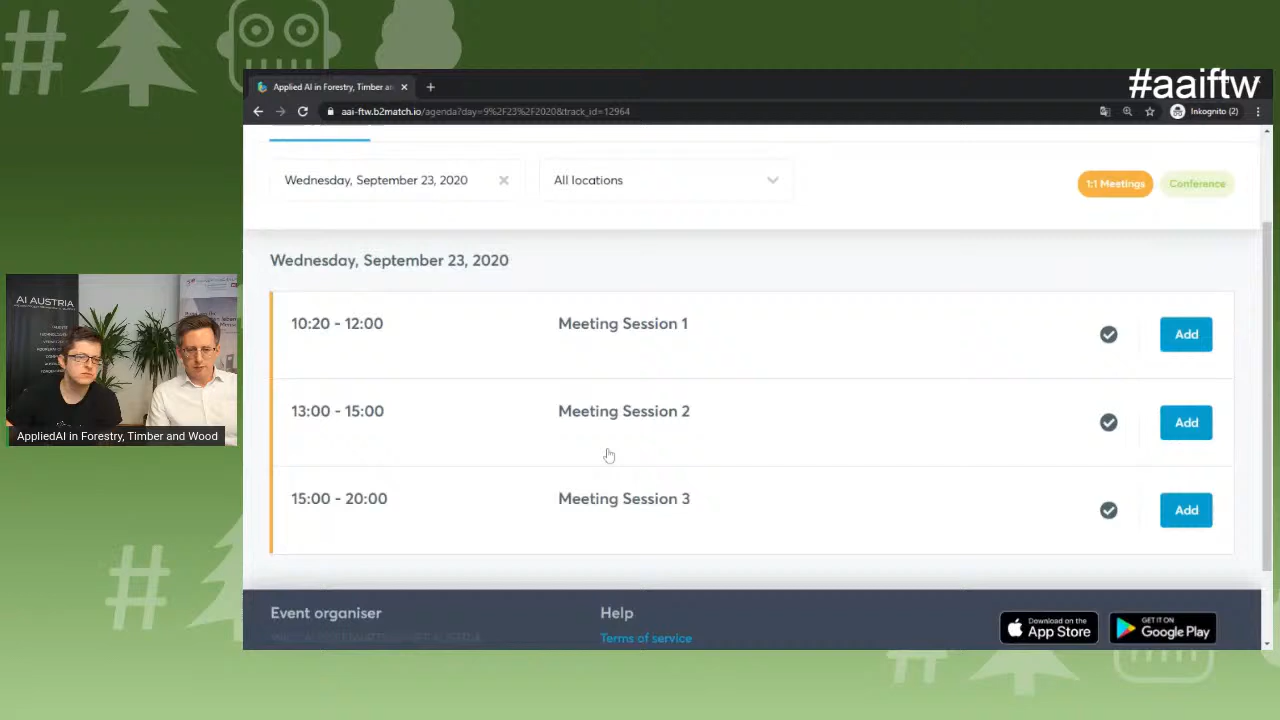 #aaiftw
Applied AI in Forestry, Timber an
aai-ftw.b2match.io/agenda?day=9%2F23%2F2020&track_id=12964
Inkognito (2)
Wednesday, September 23, 2020
All locations
1:1 Meetings
Conference
Wednesday, September 23, 2020
10:20 - 12:00
Meeting Session 1
Add
13:00 - 15:00
Meeting Session 2
Add
15:00 - 20:00
Meeting Session 3
Add
Event organiser
Help
Terms of service
Download on the
App Store
GET IT ON
Google Play
AI AUSTRIA
AppliedAI in Forestry, Timber and Wood